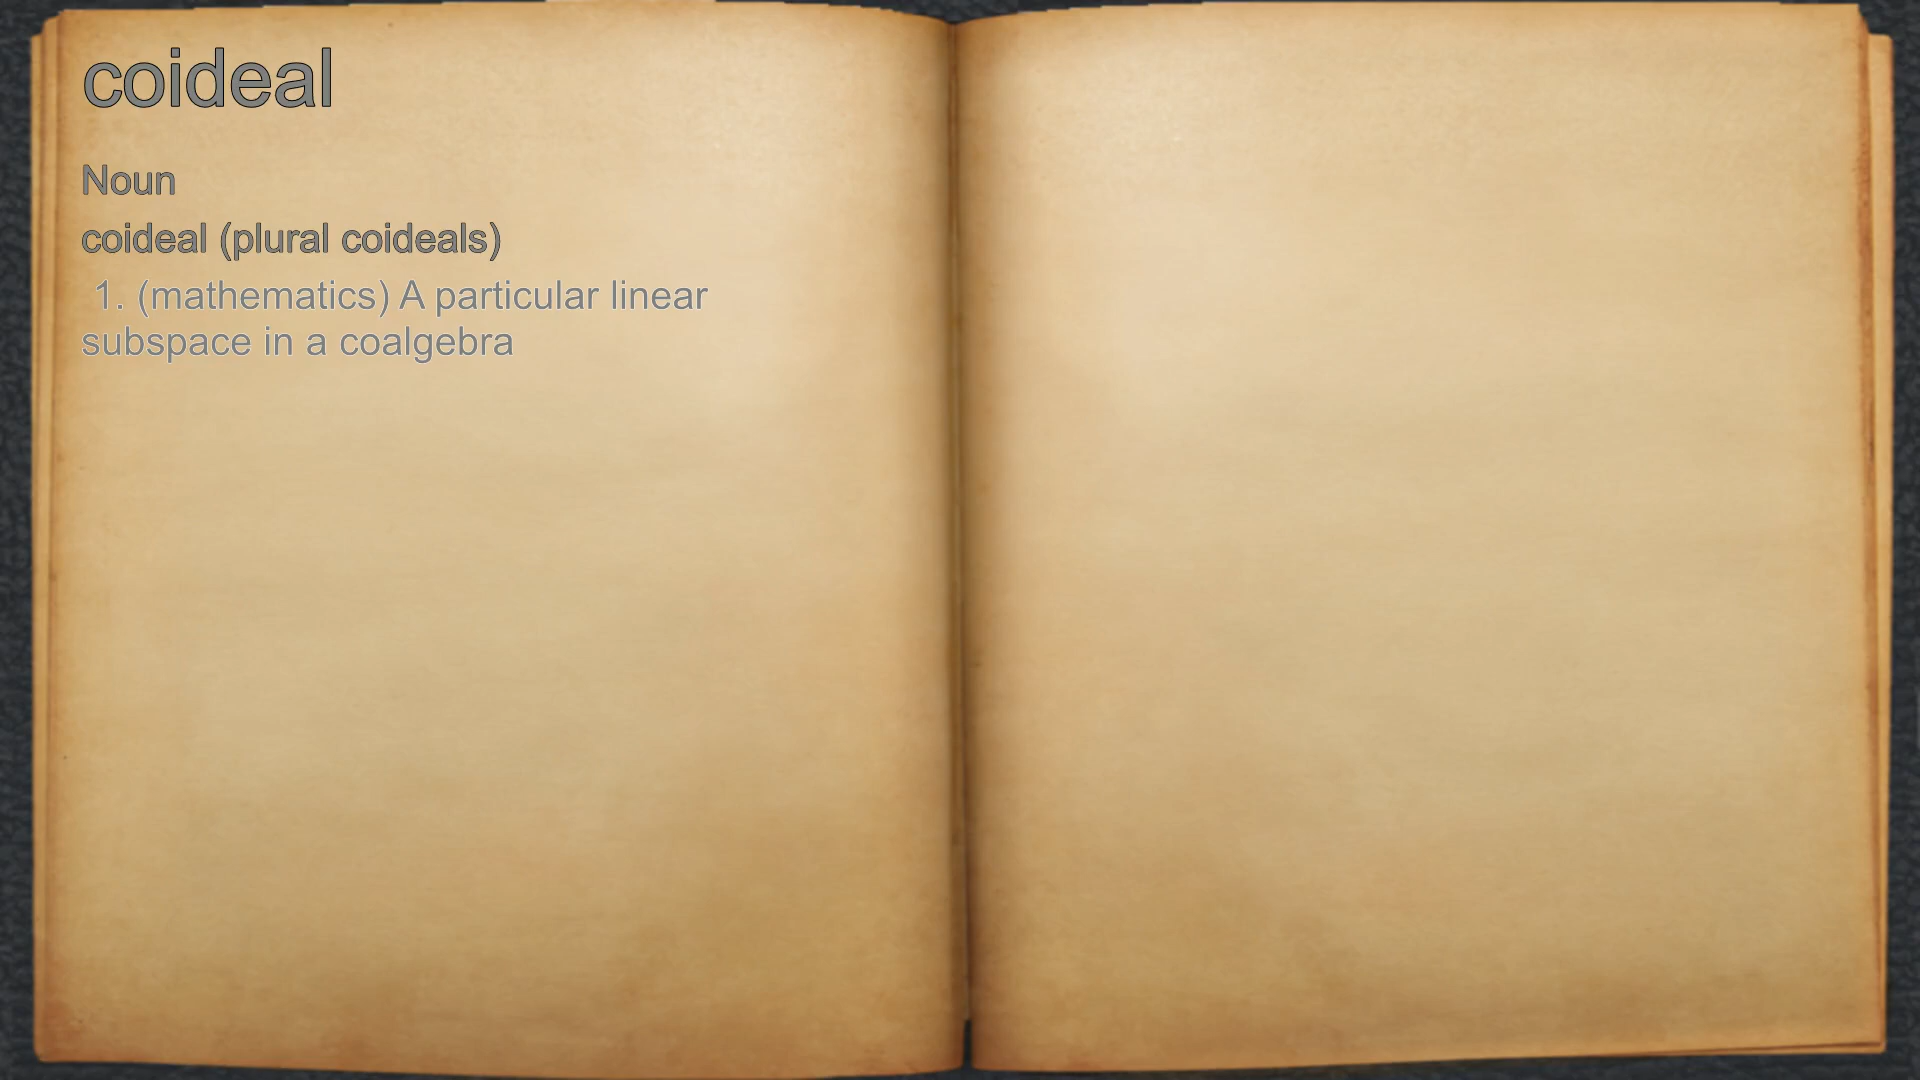 coideal
Noun
coideal (plural coideals)
1. (mathematics) A particular linear
subspace in a coalgebra